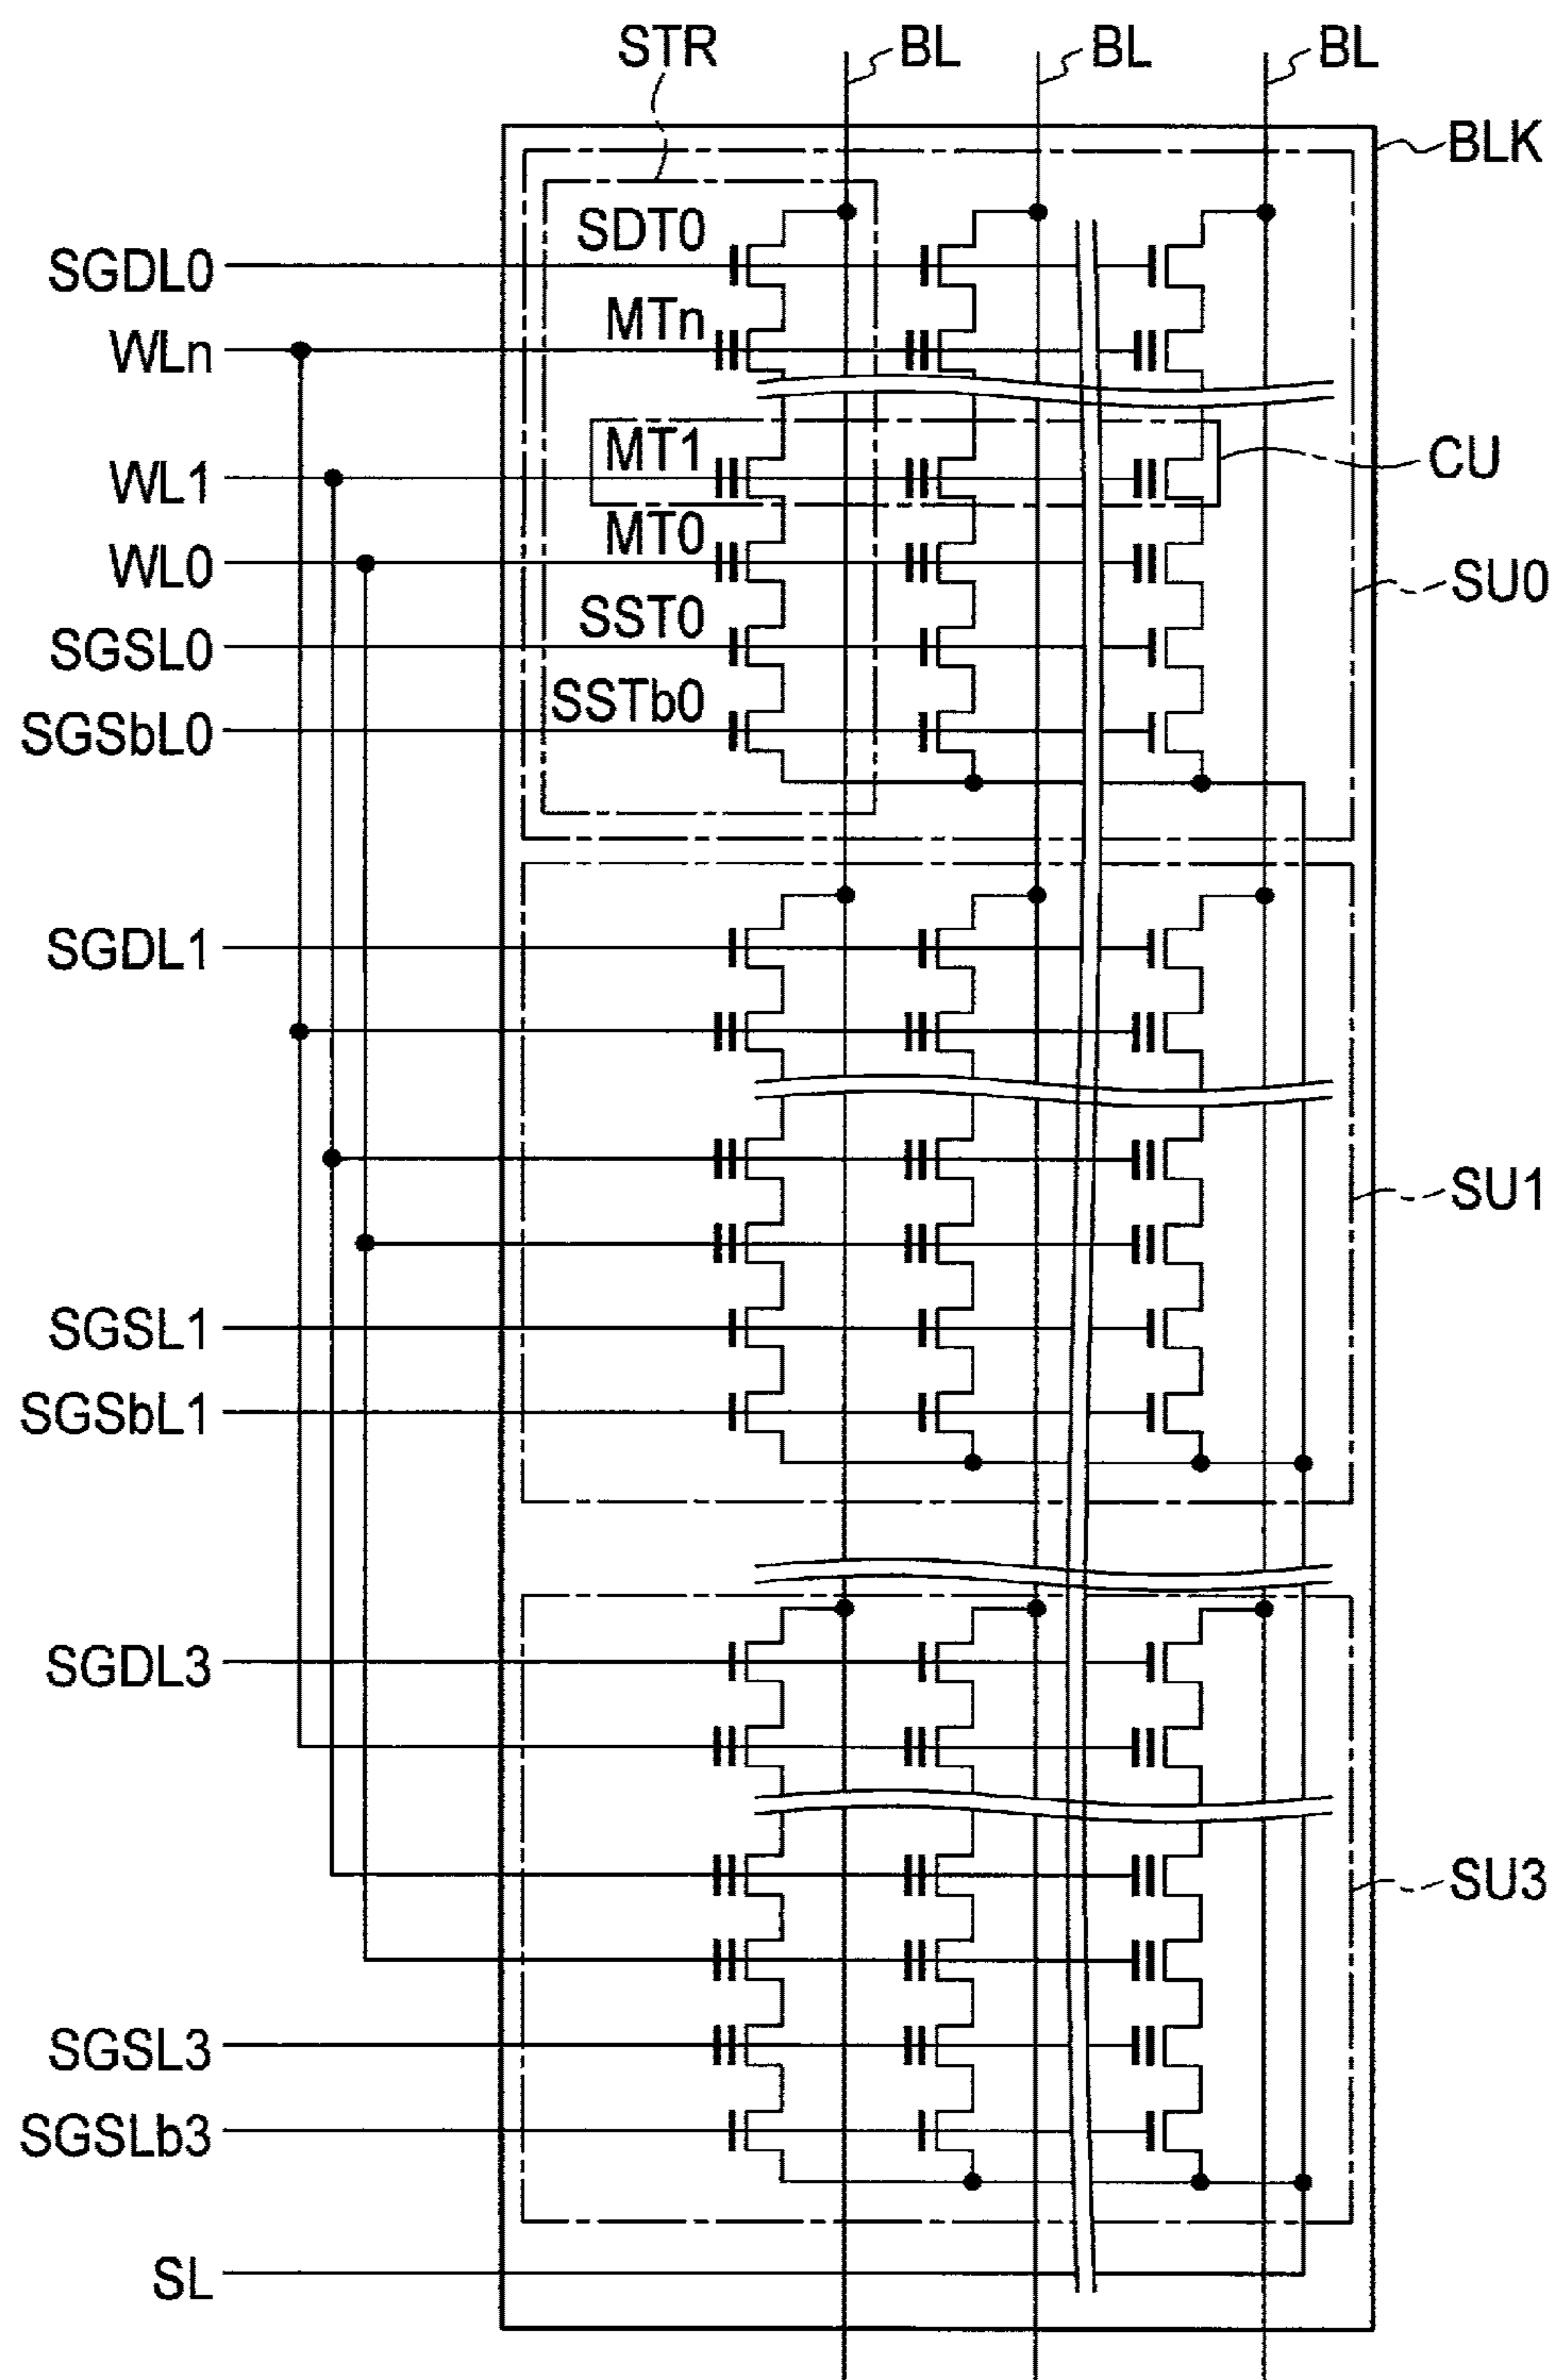 STR
BL
BL
BL
BLK
SDT0
SGDL0
MTn
WLn
MT1
CU
WL1
MT0
WL0
SU0
SST0
SGSL0
SSTb0
SGSbL0
SGDL1
SU1
SGSL1
SGSbL1
SGDL3
SU3
SGSL3
SGSLb3
SL